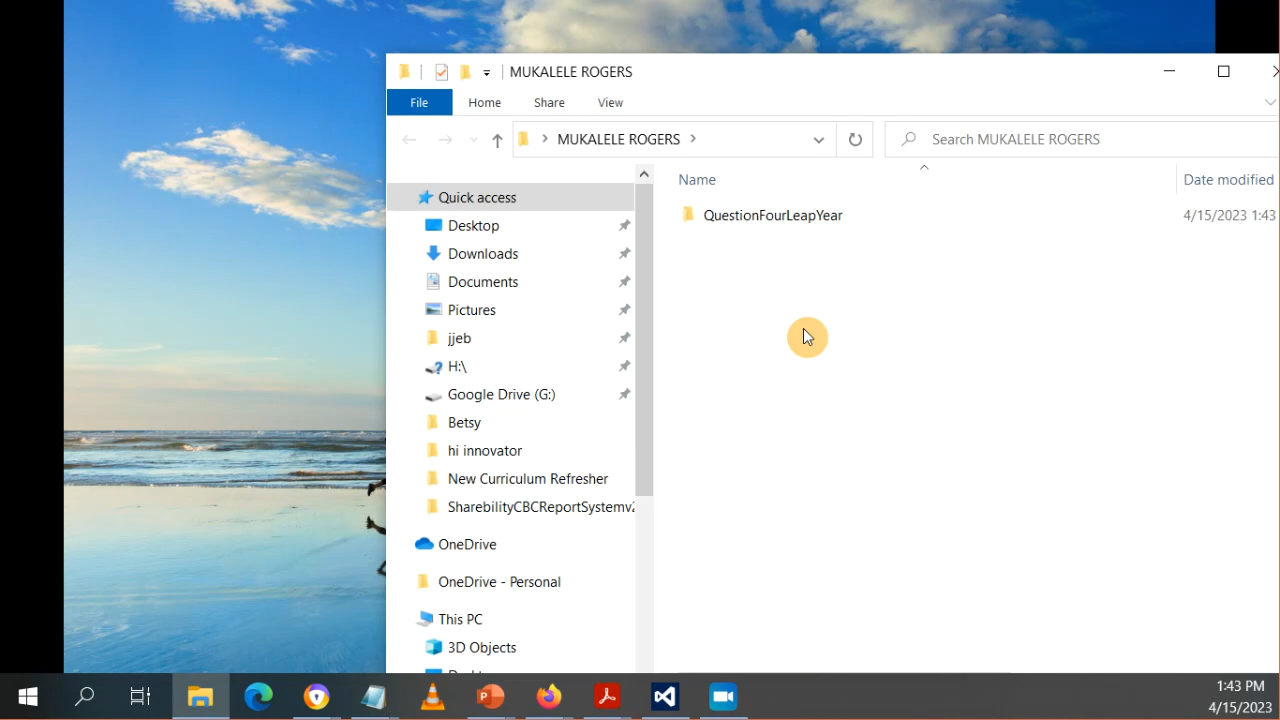 MUKALELE ROGERS
File Home Share View
MUKALELE ROGERS
Search MUKALELE ROGERS
Name Date modified
Quick access
QuestionFourLeapYear 4/15/2023 1:43
Desktop
Downloads
Documents
Pictures
jjeb
H:\
Google Drive (G:)
Betsy
hi innovator
New Curriculum Refresher
SharebilityCBCReportSystemv
OneDrive
OneDrive - Personal
This PC
3D Objects
1:43 PM
4/15/2023